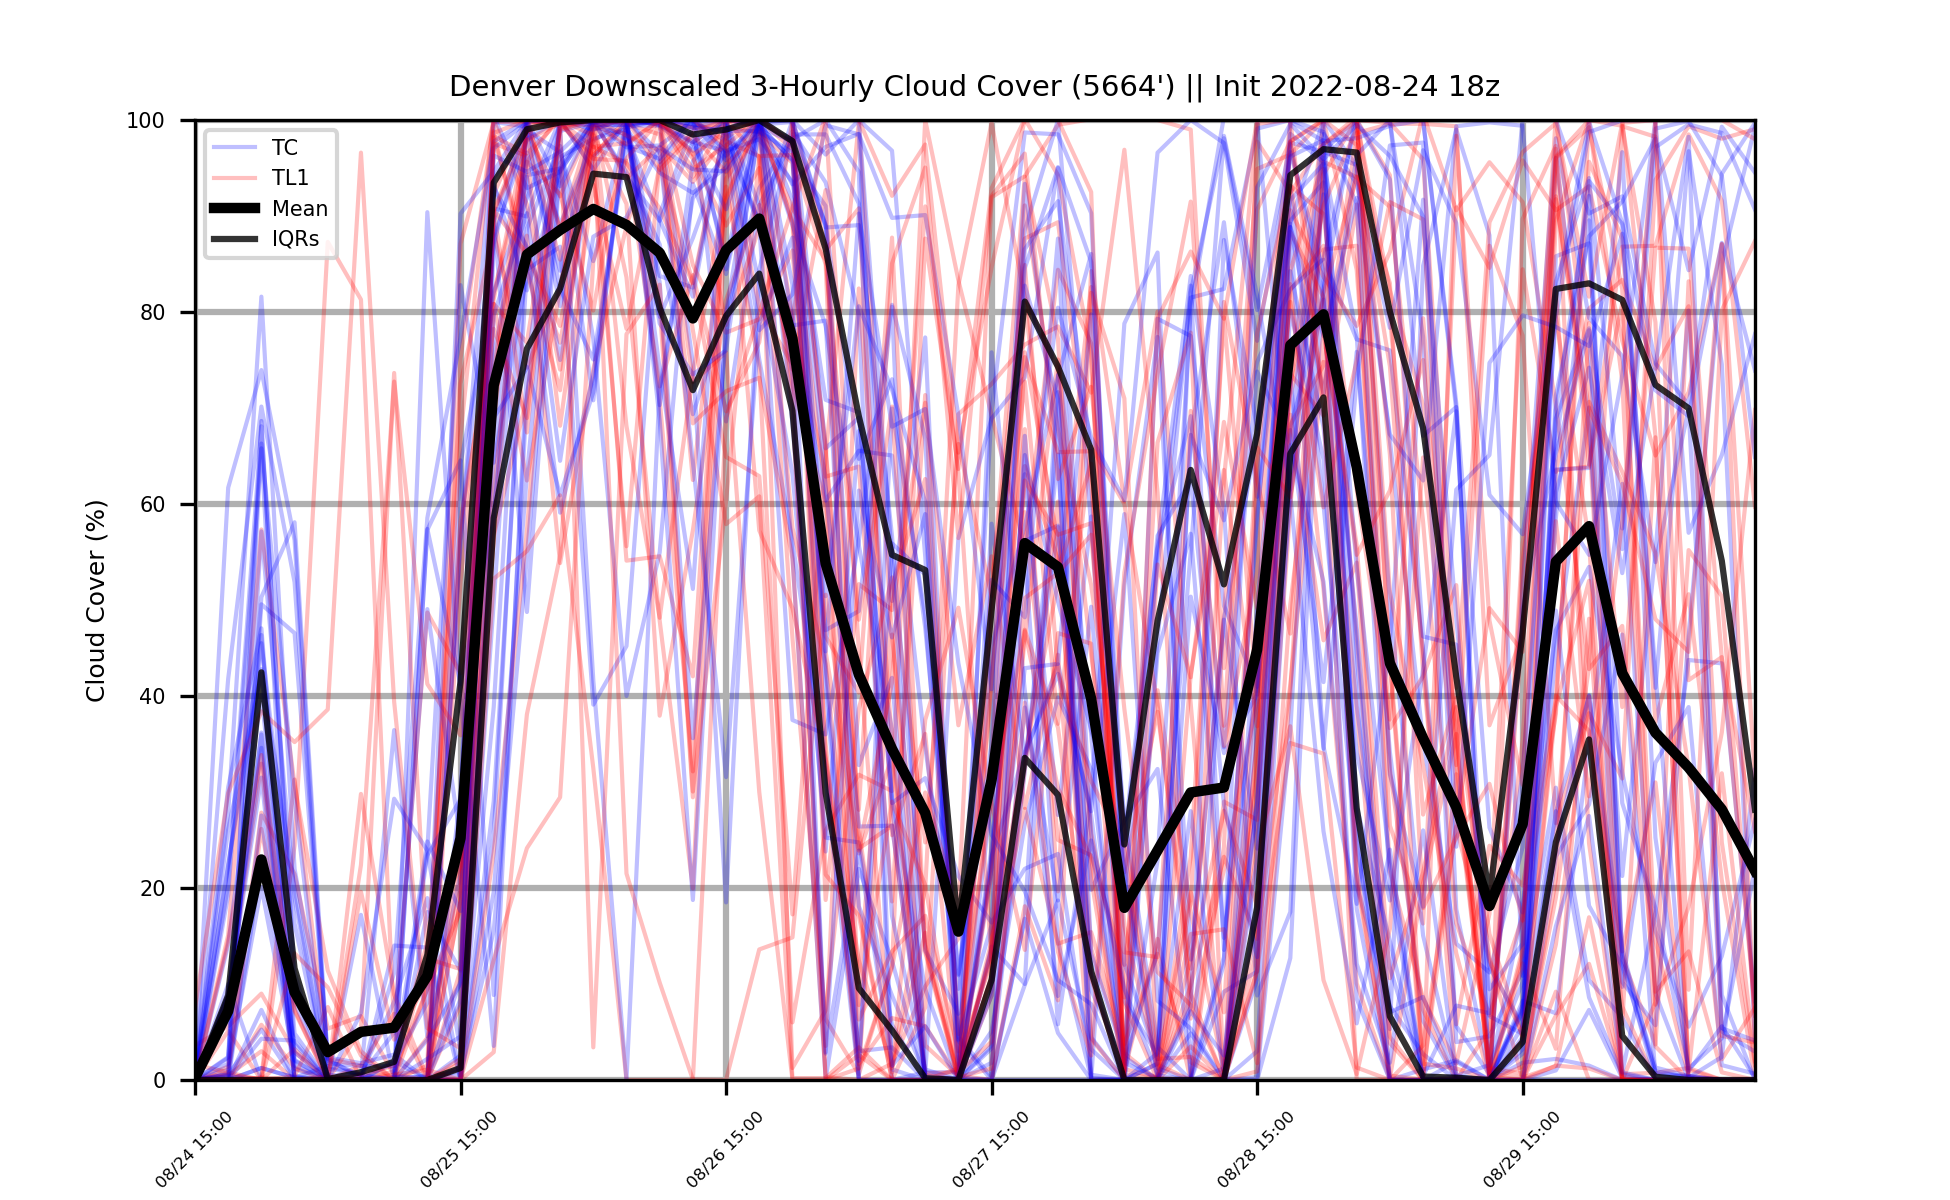 Denver Downscaled 3-Hourly Cloud Cover (5664') || Init 2022-08-24 18z
TC
TL1
Mean
IQRs
Cloud Cover (%)
100
80
60
40
20
0
08/24 15:00
08/25 15:00
08/26 15:00
08/27 15:00
08/28 15:00
08/29 15:00